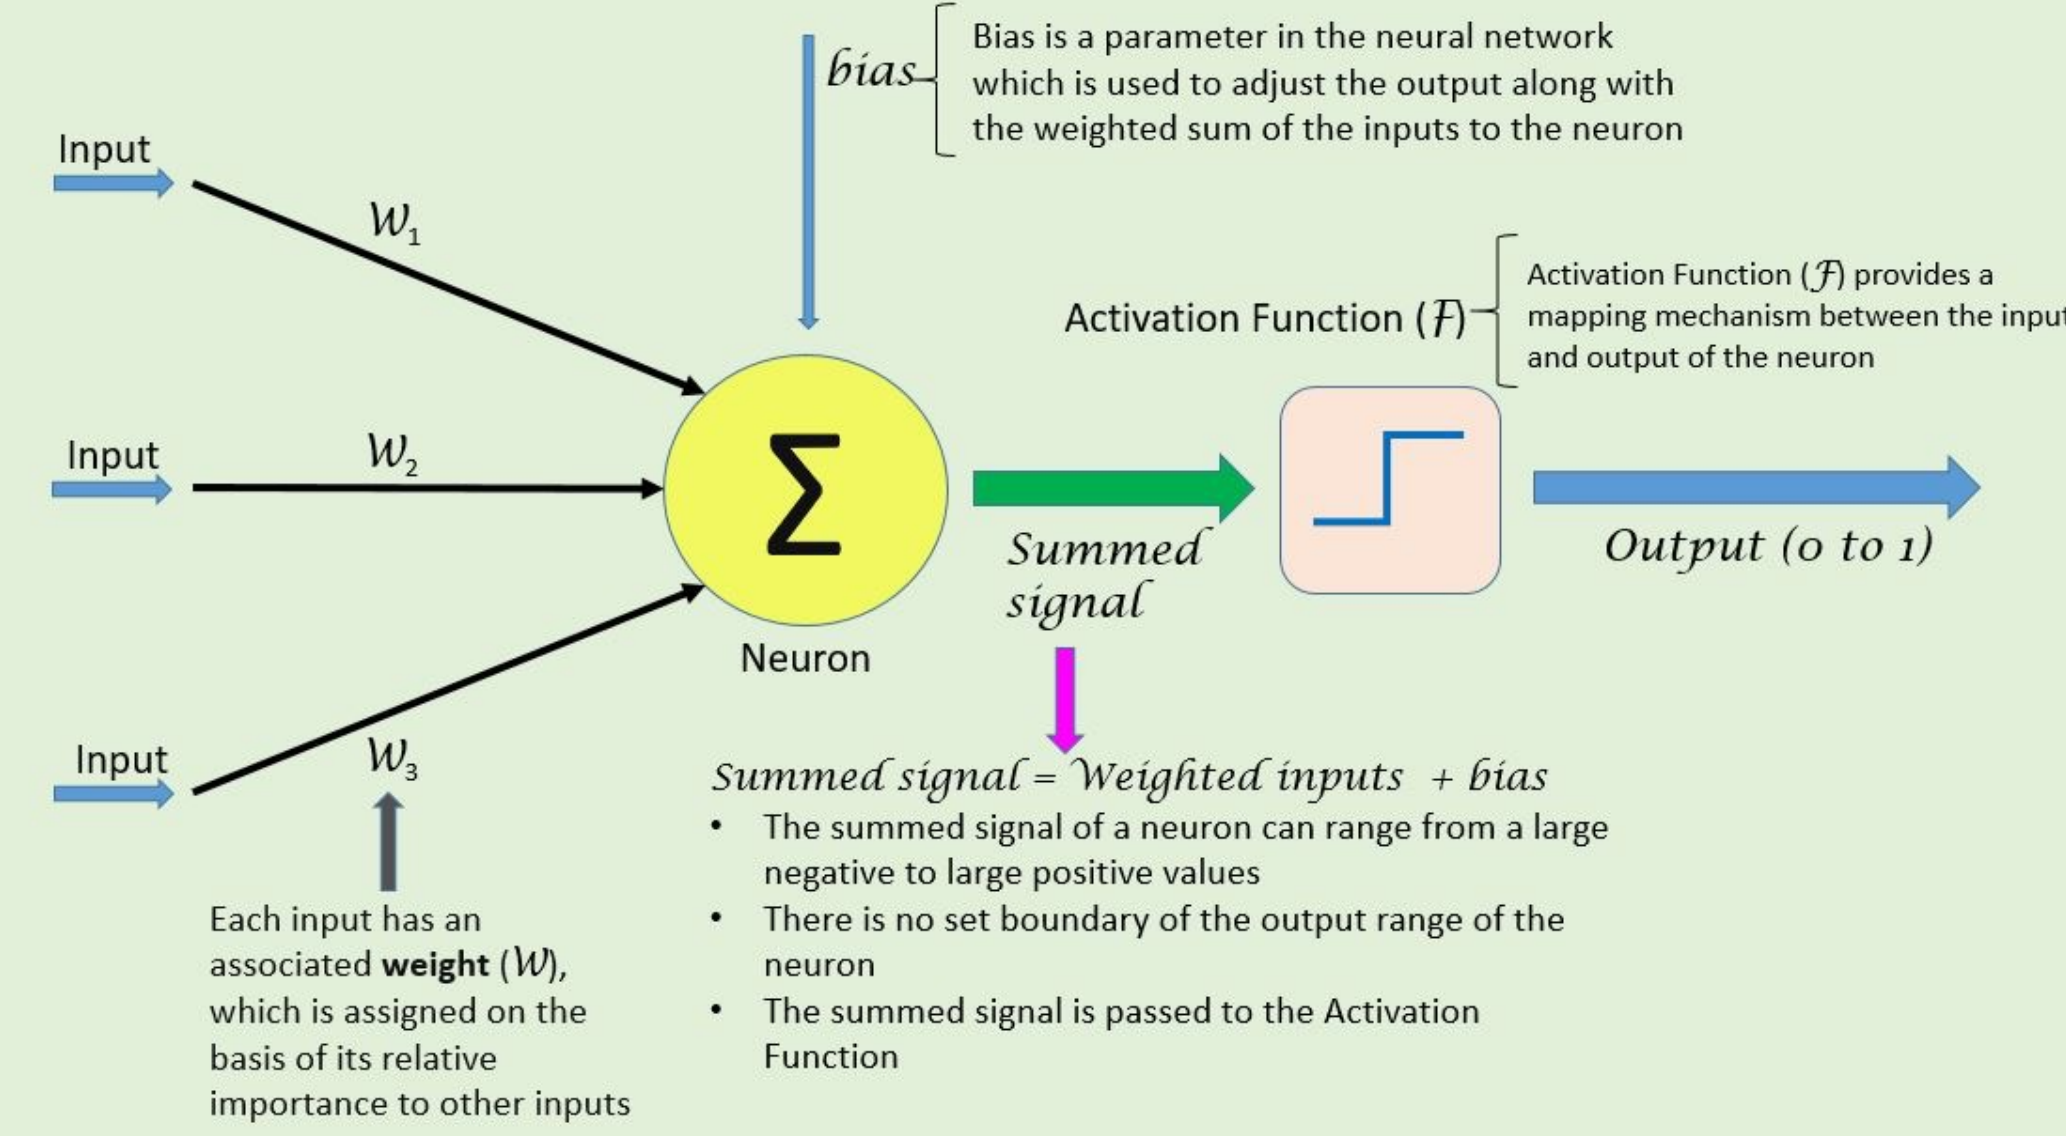 bias
Bias is a parameter in the neural network
which is used to adjust the output along with
the weighted sum of the inputs to the neuron
Input
W₁
Activation Function (F)
Activation Function (F) provides a
mapping mechanism between the input
and output of the neuron
Input
W₂
Σ
Summed
signal
Output (0 to 1)
Neuron
Input
W₃
Summed signal = Weighted inputs + bias
• The summed signal of a neuron can range from a large
negative to large positive values
• There is no set boundary of the output range of the
neuron
• The summed signal is passed to the Activation
Function
Each input has an
associated weight (W),
which is assigned on the
basis of its relative
importance to other inputs